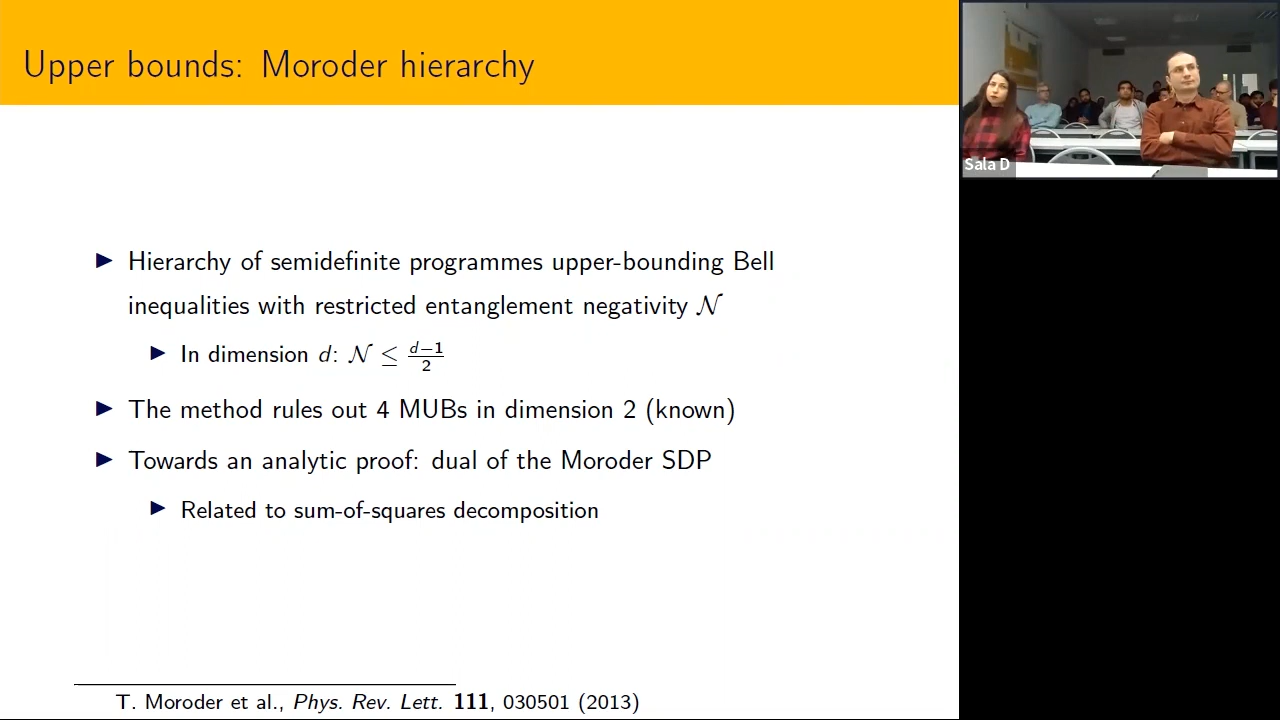 Upper bounds: Moroder hierarchy
Sala D
▶ Hierarchy of semidefinite programmes upper-bounding Bell
inequalities with restricted entanglement negativity 𝒩
▶ In dimension d: 𝒩 ≤ (d−1)/2
▶ The method rules out 4 MUBs in dimension 2 (known)
▶ Towards an analytic proof: dual of the Moroder SDP
▶ Related to sum-of-squares decomposition
T. Moroder et al., Phys. Rev. Lett. 111, 030501 (2013)